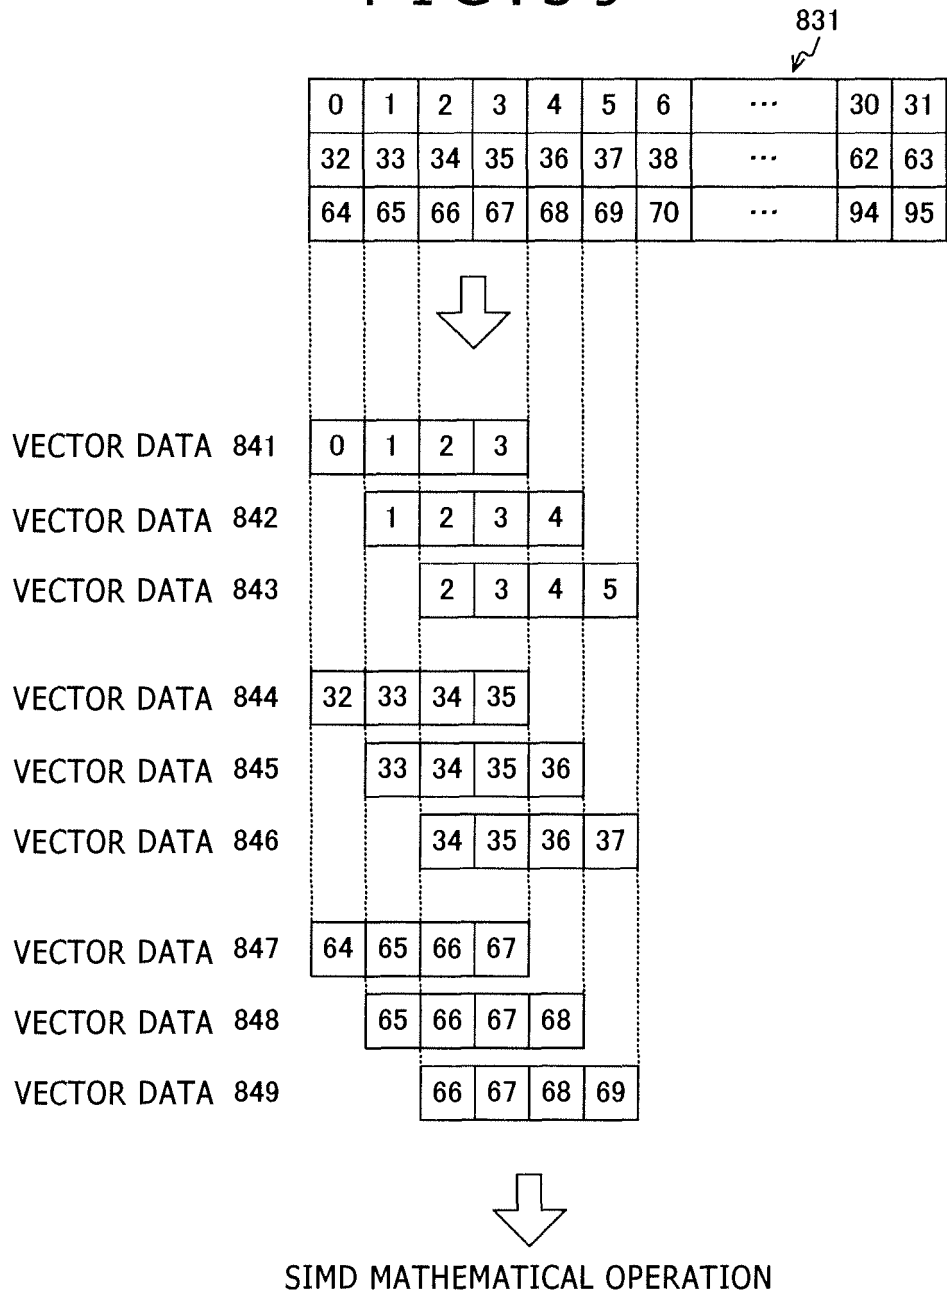 831
0 1 2 3 4 5 6 ... 30 31
32 33 34 35 36 37 38 ... 62 63
64 65 66 67 68 69 70 ... 94 95
VECTOR DATA 841 0 1 2 3
VECTOR DATA 842 1 2 3 4
VECTOR DATA 843 2 3 4 5
VECTOR DATA 844 32 33 34 35
VECTOR DATA 845 33 34 35 36
VECTOR DATA 846 34 35 36 37
VECTOR DATA 847 64 65 66 67
VECTOR DATA 848 65 66 67 68
VECTOR DATA 849 66 67 68 69
SIMD MATHEMATICAL OPERATION